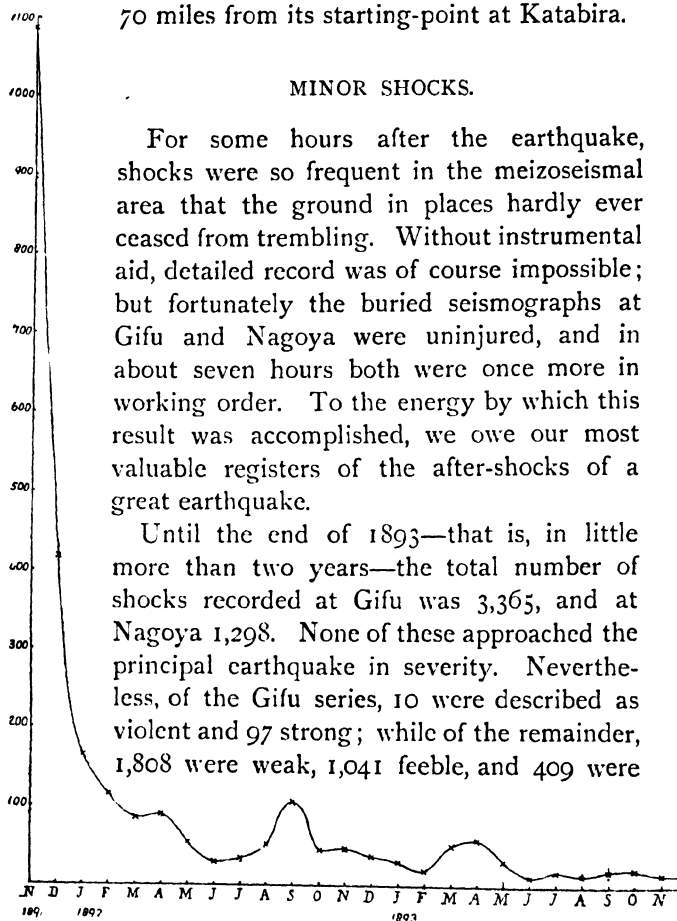 70 miles from its starting-point at Katabira.
MINOR SHOCKS.
For some hours after the earthquake,
shocks were so frequent in the meizoseismal
area that the ground in places hardly ever
ceased from trembling. Without instrumental
aid, detailed record was of course impossible;
but fortunately the buried seismographs at
Gifu and Nagoya were uninjured, and in
about seven hours both were once more in
working order. To the energy by which this
result was accomplished, we owe our most
valuable registers of the after-shocks of a
great earthquake.
Until the end of 1893—that is, in little
more than two years—the total number of
shocks recorded at Gifu was 3,365, and at
Nagoya 1,298. None of these approached the
principal earthquake in severity. Neverthe-
less, of the Gifu series, 10 were described as
violent and 97 strong; while of the remainder,
1,808 were weak, 1,041 feeble, and 409 were
1100
1000
900
800
700
600
500
400
300
200
100
N D J F M A M J J A S O N D J F M A M J J A S O N
1892 1893